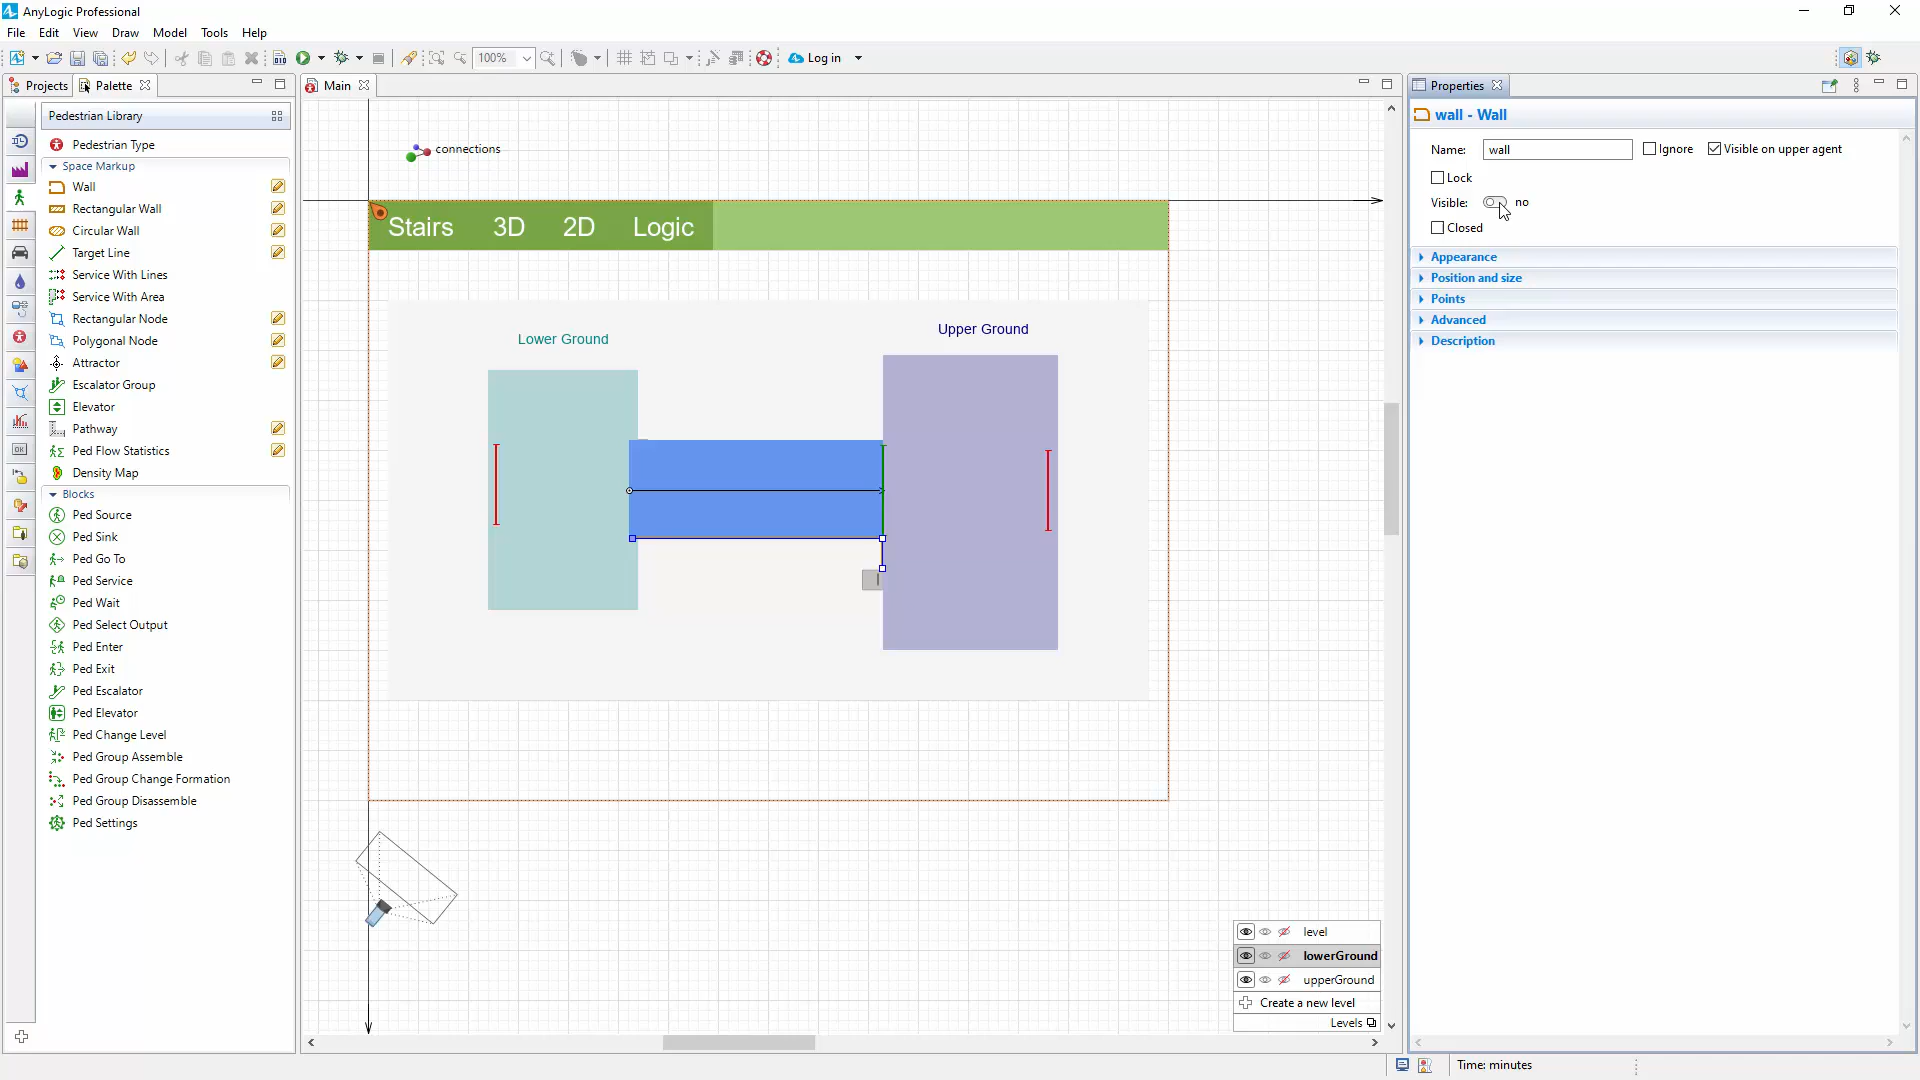 AnyLogic Professional
File Edit View Draw Model Tools Help
100% Log in
Projects Palette
Main
Properties
Pedestrian Library
Pedestrian Type
Space Markup
Wall
Rectangular Wall
Circular Wall
Target Line
Service With Lines
Service With Area
Rectangular Node
Polygonal Node
Attractor
Escalator Group
Elevator
Pathway
Ped Flow Statistics
Density Map
Blocks
Ped Source
Ped Sink
Ped Go To
Ped Service
Ped Wait
Ped Select Output
Ped Enter
Ped Exit
Ped Escalator
Ped Elevator
Ped Change Level
Ped Group Assemble
Ped Group Change Formation
Ped Group Disassemble
Ped Settings
connections
Stairs 3D 2D Logic
Lower Ground
Upper Ground
level
lowerGround
upperGround
Create a new level
Levels
wall - Wall
Name: wall Ignore Visible on upper agent
Lock
Visible: no
Closed
Appearance
Position and size
Points
Advanced
Description
Time: minutes